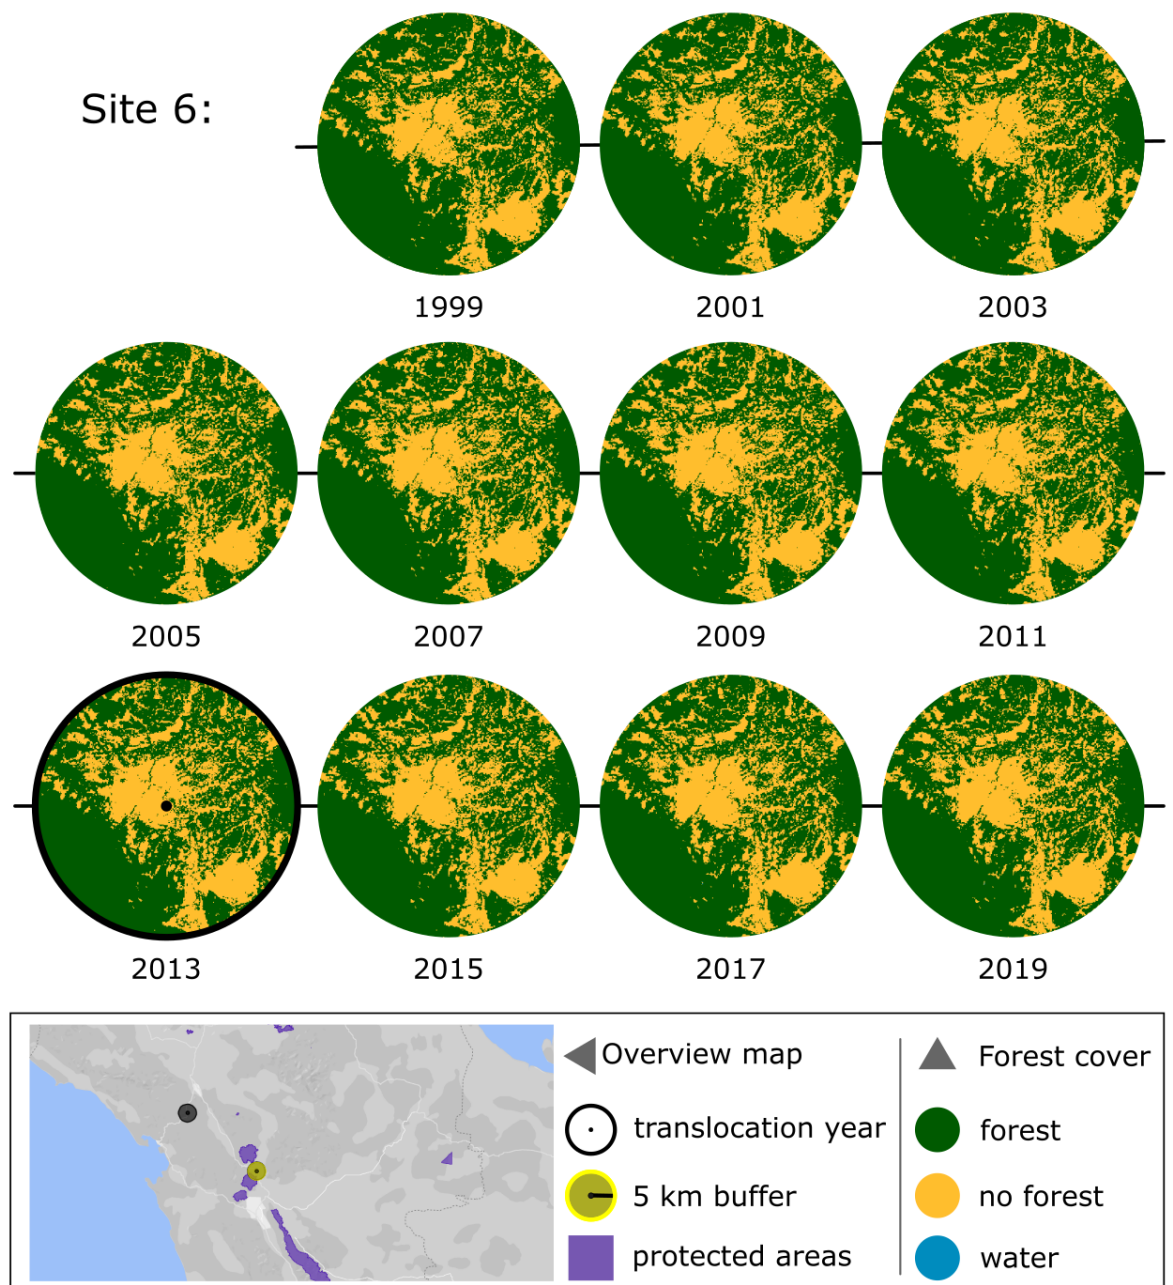 Site 6:
1999
2001
2003
2005
2007
2009
2011
2013
2015
2017
2019
Overview map
translocation year
5 km buffer
protected areas
Forest cover
forest
no forest
water